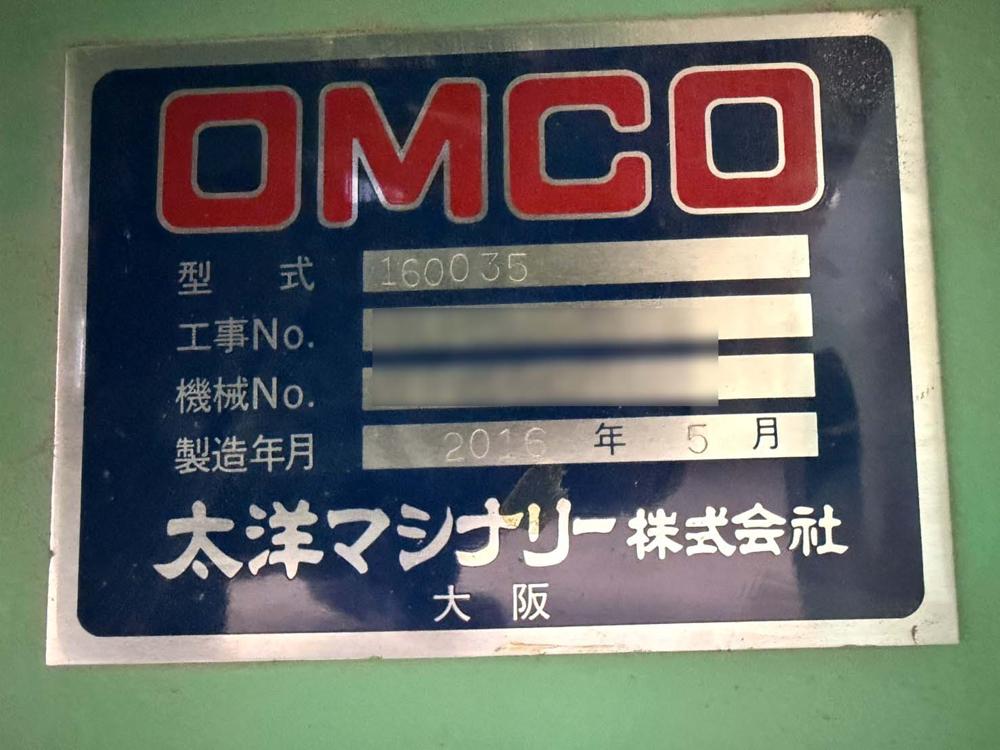 OMCO
型 式 160035
工事No.
機械No.
製造年月 2016 年 5 月
太洋マシナリー株式会社
大 阪